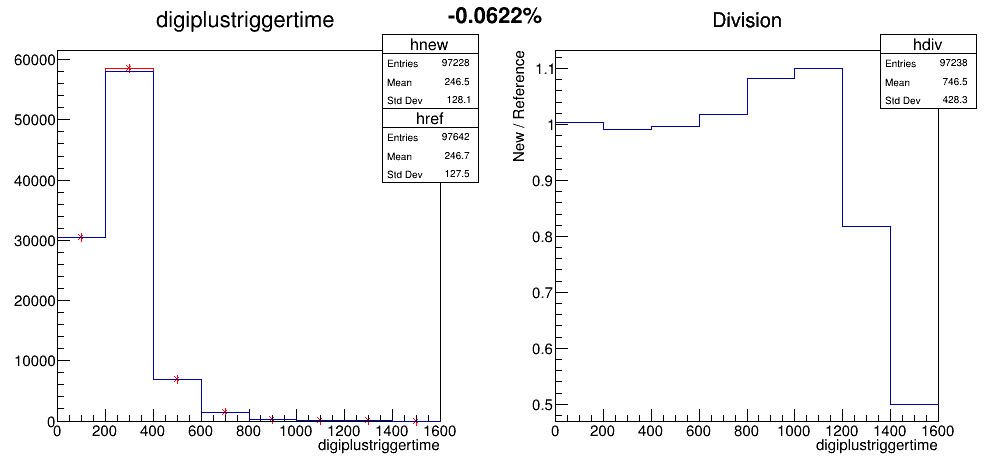 digiplustriggertime
-0.0622%
Division
hnew
Entries 97228
Mean 246.5
Std Dev 128.1
href
Entries 97642
Mean 246.7
Std Dev 127.5
60000
50000
40000
30000
20000
10000
0
0 200 400 600 800 1000 1200 1400 1600
digiplustriggertime
hdiv
Entries 97238
Mean 746.5
Std Dev 428.3
New / Reference
1.1
1
0.9
0.8
0.7
0.6
0.5
0 200 400 600 800 1000 1200 1400 1600
digiplustriggertime